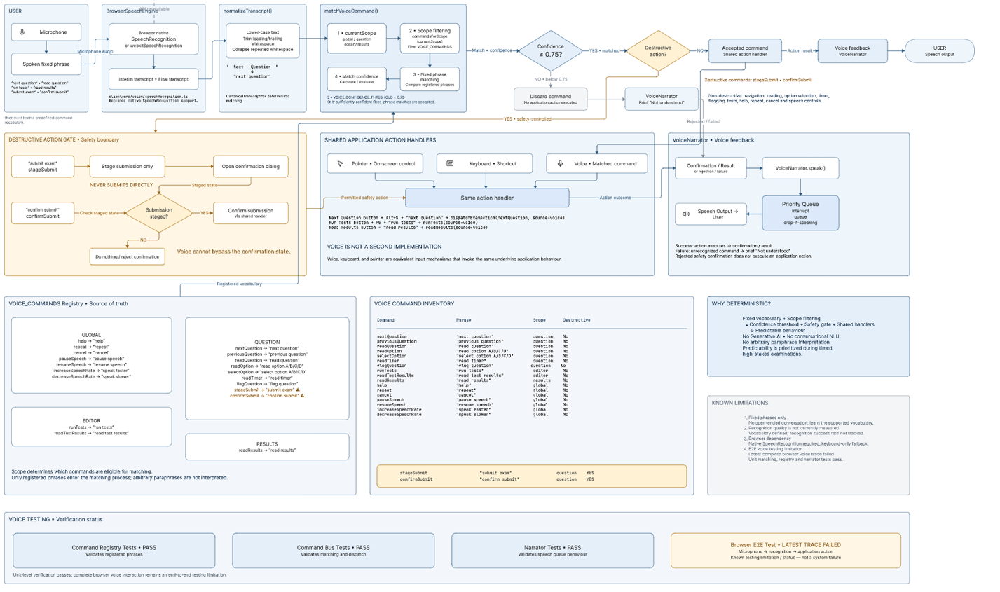 USER
Microphone
Spoken fixed phrase
"next question" • "read question"
"run tests" • "read results"
"submit exam" • "confirm submit"
User must learn a predefined command
vocabulary.
Microphone audio
API unavailable
BrowserSpeechEngine
Browser native
SpeechRecognition
or webkitSpeechRecognition
Interim transcript → Final transcript
client/src/voice/speechRecognition.ts
Requires native SpeechRecognition support.
normalizeTranscript()
Lower-case text
Trim leading/trailing
whitespace
Collapse repeated whitespace
"  Next   Question   "
↓
"next question"
Canonical transcript for deterministic
matching
matchVoiceCommand()
1 • currentScope
global / question
editor / results
2 • Scope filtering
commandsForScope
(currentScope)
Filter VOICE_COMMANDS
4 • Match confidence
Calculate / evaluate
3 • Fixed phrase
matching
Compare registered phrases
5 • VOICE_CONFIDENCE_THRESHOLD = 0.75
Only sufficiently confident fixed-phrase matches are accepted.
Match + confidence
Confidence
≥ 0.75?
YES • matched
Destructive
action?
NO
Accepted command
Shared action handler
Action result
Voice feedback
VoiceNarrator
USER
Speech output
NO • below 0.75
Discard command
No application action executed
VoiceNarrator
Brief "Not understood"
Destructive commands: stageSubmit • confirmSubmit
Non-destructive: navigation, reading, option selection, timer,
flagging, tests, help, repeat, cancel and speech controls.
YES • safety-controlled
Rejected / failed
DESTRUCTIVE ACTION GATE • Safety boundary
"submit exam"
stageSubmit
Stage submission only
Open confirmation dialog
NEVER SUBMITS DIRECTLY
Staged state
"confirm submit"
confirmSubmit
Check staged state
Submission
staged?
YES
Confirm submission
Via shared handler
NO
Do nothing / reject confirmation
Voice cannot bypass the confirmation state.
Permitted safety action
SHARED APPLICATION ACTION HANDLERS
Pointer • On-screen control
Keyboard • Shortcut
Voice • Matched command
Same action handler
Next Question button + Alt+N + "next question" → dispatchExamAction(nextQuestion, source=voice)
Run Tests button + F5 + "run tests" → runTests(source=voice)
Read Results button + "read results" → readResults(source=voice)
VOICE IS NOT A SECOND IMPLEMENTATION
Voice, keyboard, and pointer are equivalent input mechanisms that invoke the same underlying application behaviour.
Action outcome
VoiceNarrator • Voice feedback
Confirmation / Result
or rejection / failure
VoiceNarrator.speak()
Speech Output →
User
Priority Queue
interrupt
queue
drop-if-speaking
Success: action executes → confirmation / result
Failure: unrecognized command → brief "Not understood"
Rejected safety confirmation does not execute an application action.
Registered vocabulary
VOICE_COMMANDS Registry • Source of truth
GLOBAL
help → "help"
repeat → "repeat"
cancel → "cancel"
pauseSpeech → "pause speech"
resumeSpeech → "resume speech"
increaseSpeechRate → "speak faster"
decreaseSpeechRate → "speak slower"
QUESTION
nextQuestion → "next question"
previousQuestion → "previous question"
readQuestion → "read question"
readOption → "read option A/B/C/D"
selectOption → "select option A/B/C/D"
readTimer → "read timer"
flagQuestion → "flag question"
stageSubmit → "submit exam" ⚠
confirmSubmit → "confirm submit" ⚠
EDITOR
runTests → "run tests"
readTestResults → "read test results"
RESULTS
readResults → "read results"
Scope determines which commands are eligible for matching.
Only registered phrases enter the matching process; arbitrary paraphrases are not interpreted.
VOICE COMMAND INVENTORY
Command Phrase Scope Destructive
nextQuestion "next question" question No
previousQuestion "previous question" question No
readQuestion "read question" question No
readOption "read option A/B/C/D" question No
selectOption "select option A/B/C/D" question No
readTimer "read timer" question No
flagQuestion "flag question" question No
runTests "run tests" editor No
readTestResults "read test results" editor No
readResults "read results" results No
help "help" global No
repeat "repeat" global No
cancel "cancel" global No
pauseSpeech "pause speech" global No
resumeSpeech "resume speech" global No
increaseSpeechRate "speak faster" global No
decreaseSpeechRate "speak slower" global No
stageSubmit "submit exam" question YES
confirmSubmit "confirm submit" question YES
WHY DETERMINISTIC?
Fixed vocabulary + Scope filtering
+ Confidence threshold + Safety gate + Shared handlers
↓ Predictable behaviour
No Generative AI • No conversational NLU
No arbitrary paraphrase interpretation
Predictability is prioritized during timed,
high-stakes examinations.
KNOWN LIMITATIONS
1. Fixed phrases only
No open-ended conversation; learn the supported vocabulary.
2. Recognition quality is not currently measured
Vocabulary defined; recognition success rate not tracked.
3. Browser dependency
Native SpeechRecognition required; keyboard-only fallback.
4. E2E voice testing limitation
Latest complete browser voice trace failed.
Unit matching, registry and narrator tests pass.
VOICE TESTING • Verification status
Command Registry Tests • PASS
Validates registered phrases
Command Bus Tests • PASS
Validates matching and dispatch
Narrator Tests • PASS
Validates speech queue behaviour
Browser E2E Test • LATEST TRACE FAILED
Microphone → recognition → application action
Known testing limitation / status — not a system failure
Unit-level verification passes; complete browser voice interaction remains an end-to-end testing limitation.